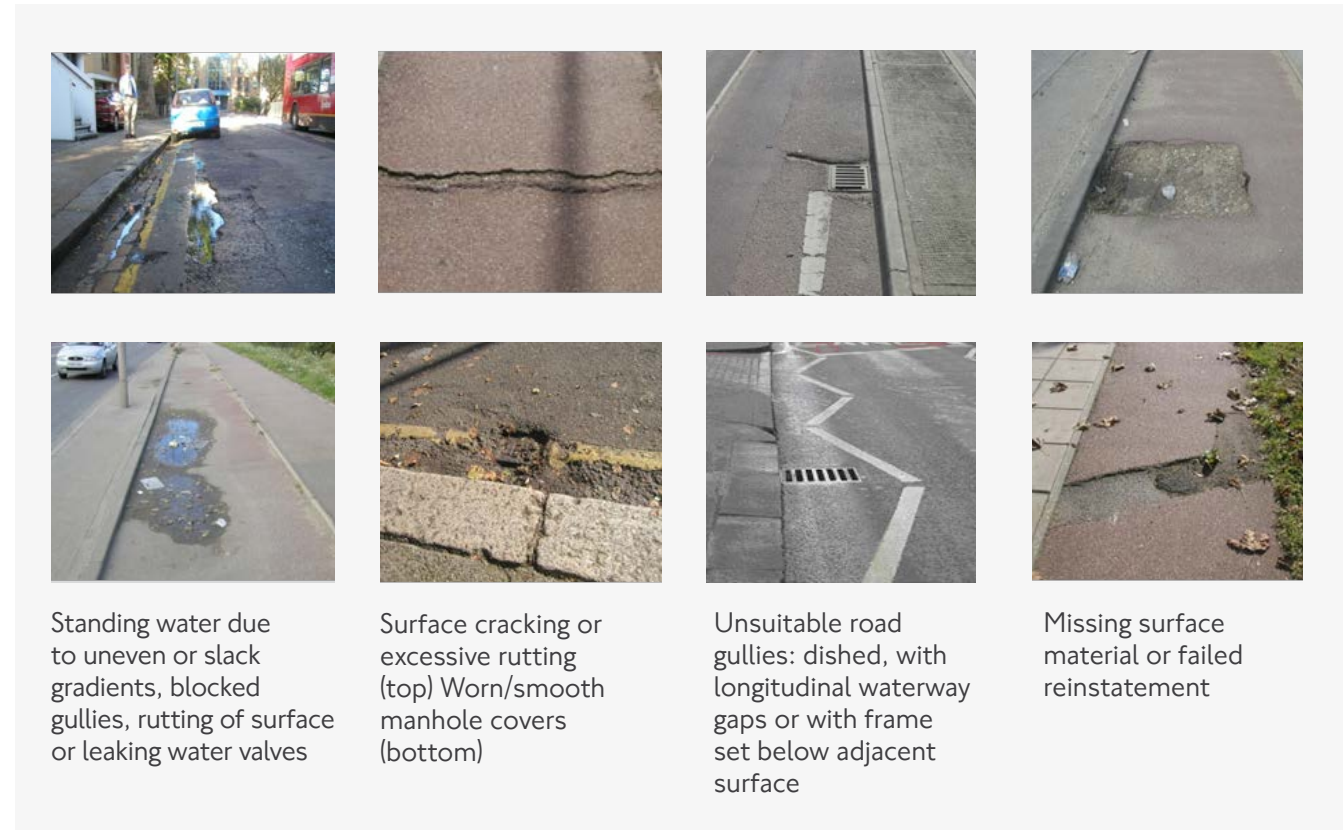 Standing water due
to uneven or slack
gradients, blocked
gullies, rutting of surface
or leaking water valves
Surface cracking or
excessive rutting
(top) Worn/smooth
manhole covers
(bottom)
Unsuitable road
gullies: dished, with
longitudinal waterway
gaps or with frame
set below adjacent
surface
Missing surface
material or failed
reinstatement